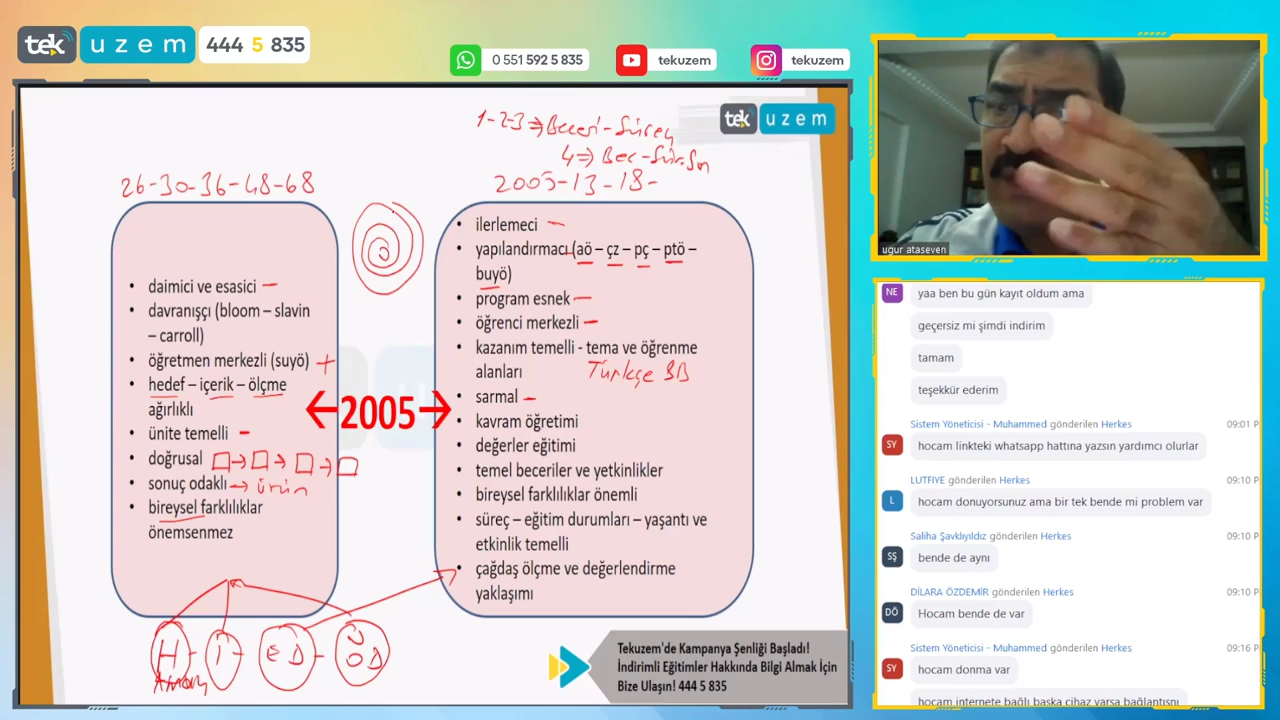 tek uzem 444 5 835
0 551 592 5 835
tekuzem
tekuzem
tek uzem
1-2-3 ⇒ Beceri-Süreç
4 ⇒ Bec-Sür-Sn
26-30-36-48-68
2005-13-18-
• daimici ve esasici
• davranışçı (bloom – slavin
– carroll)
• öğretmen merkezli (suyö) +
• hedef – içerik – ölçme
ağırlıklı
• ünite temelli
• doğrusal
• sonuç odaklı → ürün
• bireysel farklılıklar
önemsenmez
2005
• ilerlemeci
• yapılandırmacı (aö – çz – pç – ptö –
buyö)
• program esnek
• öğrenci merkezli
• kazanım temelli - tema ve öğrenme
alanları Türkçe BB
• sarmal
• kavram öğretimi
• değerler eğitimi
• temel beceriler ve yetkinlikler
• bireysel farklılıklar önemli
• süreç – eğitim durumları – yaşantı ve
etkinlik temelli
• çağdaş ölçme ve değerlendirme
yaklaşımı
H - İ - ED - ÖD
Tekuzem'de Kampanya Şenliği Başladı!
İndirimli Eğitimler Hakkında Bilgi Almak İçin
Bize Ulaşın! 444 5 835
ugur ataseven
NE yaa ben bu gün kayıt oldum ama
geçersiz mi şimdi indirim
tamam
teşekkür ederim
Sistem Yöneticisi - Muhammed gönderilen Herkes 09:01 P
SY hocam linkteki whatsapp hattına yazsın yardımcı olurlar
LUTFIYE gönderilen Herkes 09:10 P
L hocam donuyorsunuz ama bir tek bende mi problem var
Saliha Şavklıyıldız gönderilen Herkes 09:10 P
SŞ bende de aynı
DİLARA ÖZDEMİR gönderilen Herkes 09:10 P
DÖ Hocam bende de var
Sistem Yöneticisi - Muhammed gönderilen Herkes 09:16 P
SY hocam donma var
hocam internete bağlı başka cihaz varsa bağlantısnı